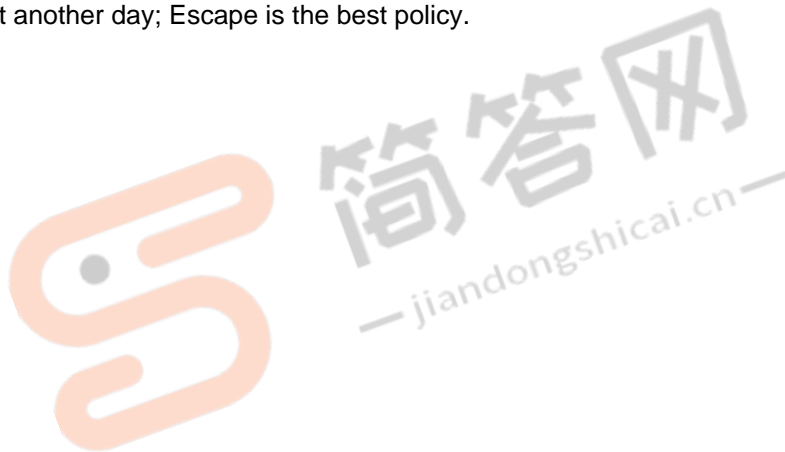 t another day; Escape is the best policy.
简答网
jiandongshicai.cn